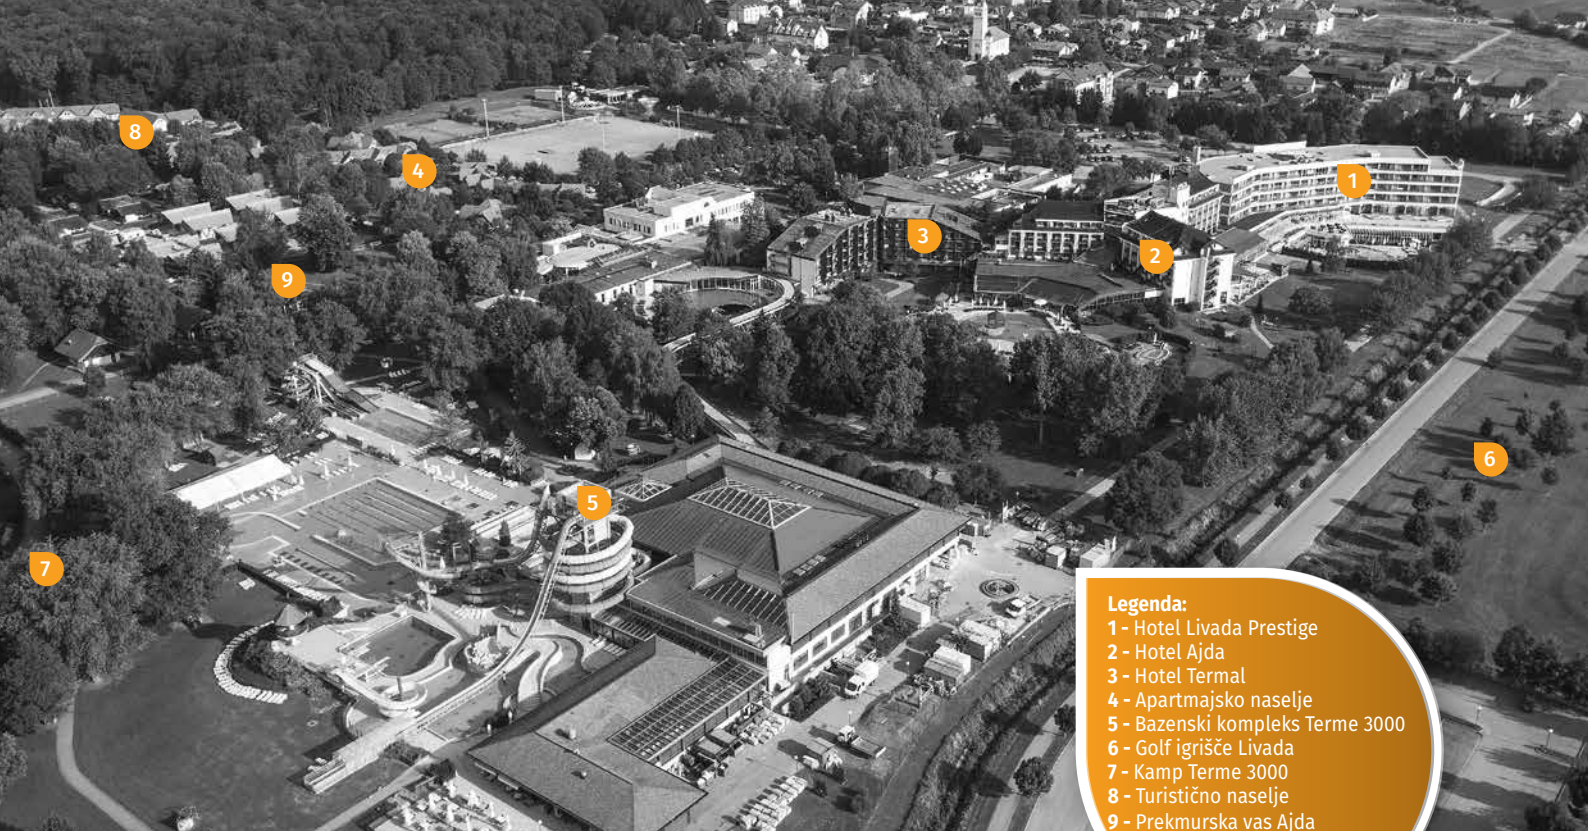 8
4
1
3
2
9
6
5
7
Legenda:
1 - Hotel Livada Prestige
2 - Hotel Ajda
3 - Hotel Termal
4 - Apartmajsko naselje
5 - Bazenski kompleks Terme 3000
6 - Golf igrišče Livada
7 - Kamp Terme 3000
8 - Turistično naselje
9 - Prekmurska vas Ajda